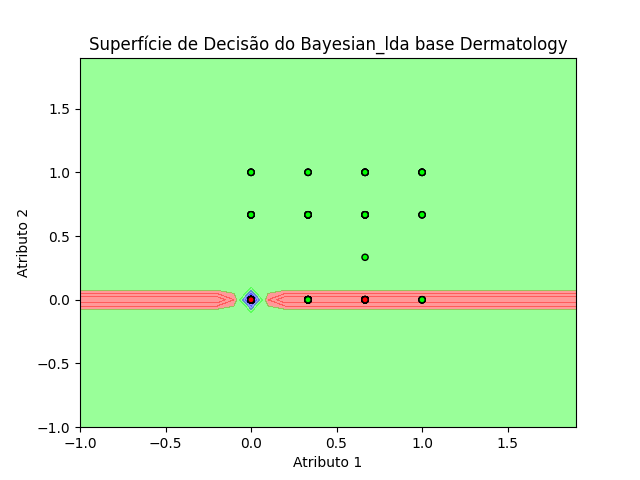 Superfície de Decisão do Bayesian_lda base Dermatology
1.5
1.0
0.5
0.0
−0.5
−1.0
Atributo 2
−1.0 −0.5 0.0 0.5 1.0 1.5
Atributo 1